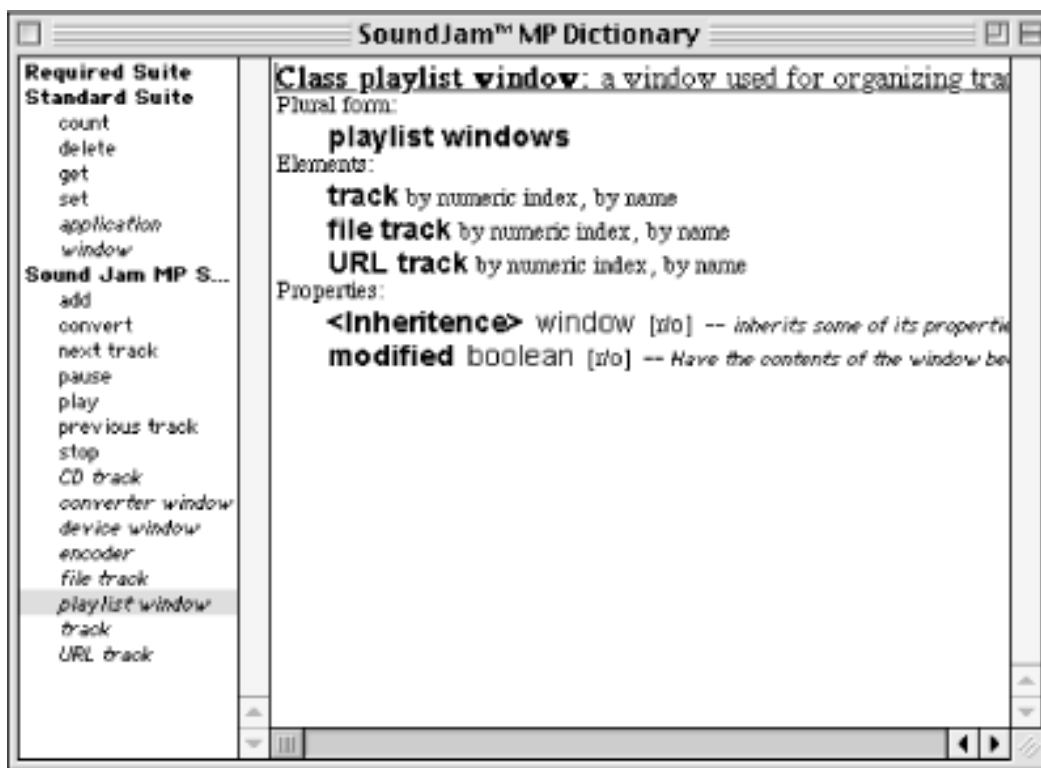 SoundJam™ MP Dictionary
Required Suite
Standard Suite
count
delete
get
set
application
window
Sound Jam MP S...
add
convert
next track
pause
play
previous track
stop
CD track
converter window
device window
encoder
file track
playlist window
track
URL track
Class playlist window: a window used for organizing
Plural form:
playlist windows
Elements:
track by numeric index, by name
file track by numeric index, by name
URL track by numeric index, by name
Properties:
<Inheritence> window [r/o] -- inherits some of its
modified boolean [r/o] -- Have the contents of the window